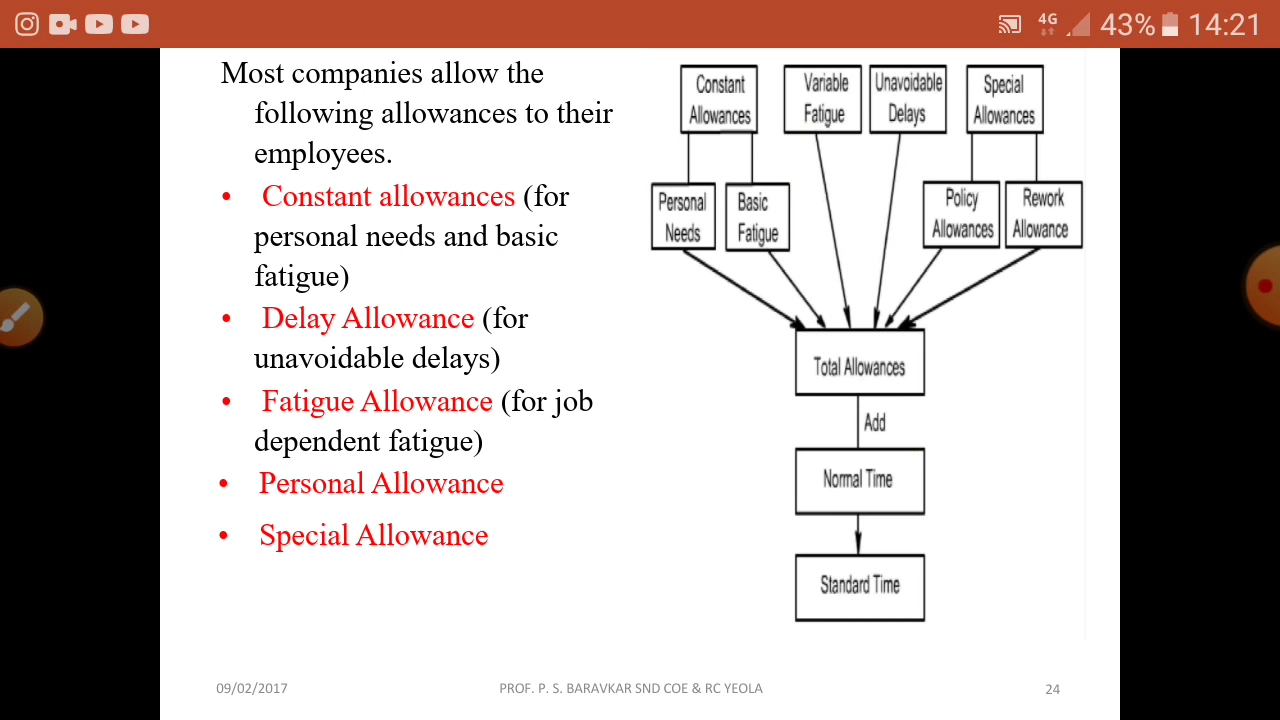 4G 43% 14:21
Most companies allow the
following allowances to their
employees.
• Constant allowances (for
personal needs and basic
fatigue)
• Delay Allowance (for
unavoidable delays)
• Fatigue Allowance (for job
dependent fatigue)
• Personal Allowance
• Special Allowance
Constant
Allowances
Variable
Fatigue
Unavoidable
Delays
Special
Allowances
Personal
Needs
Basic
Fatigue
Policy
Allowances
Rework
Allowance
Total Allowances
Add
Normal Time
Standard Time
09/02/2017
PROF. P. S. BARAVKAR SND COE & RC YEOLA
24